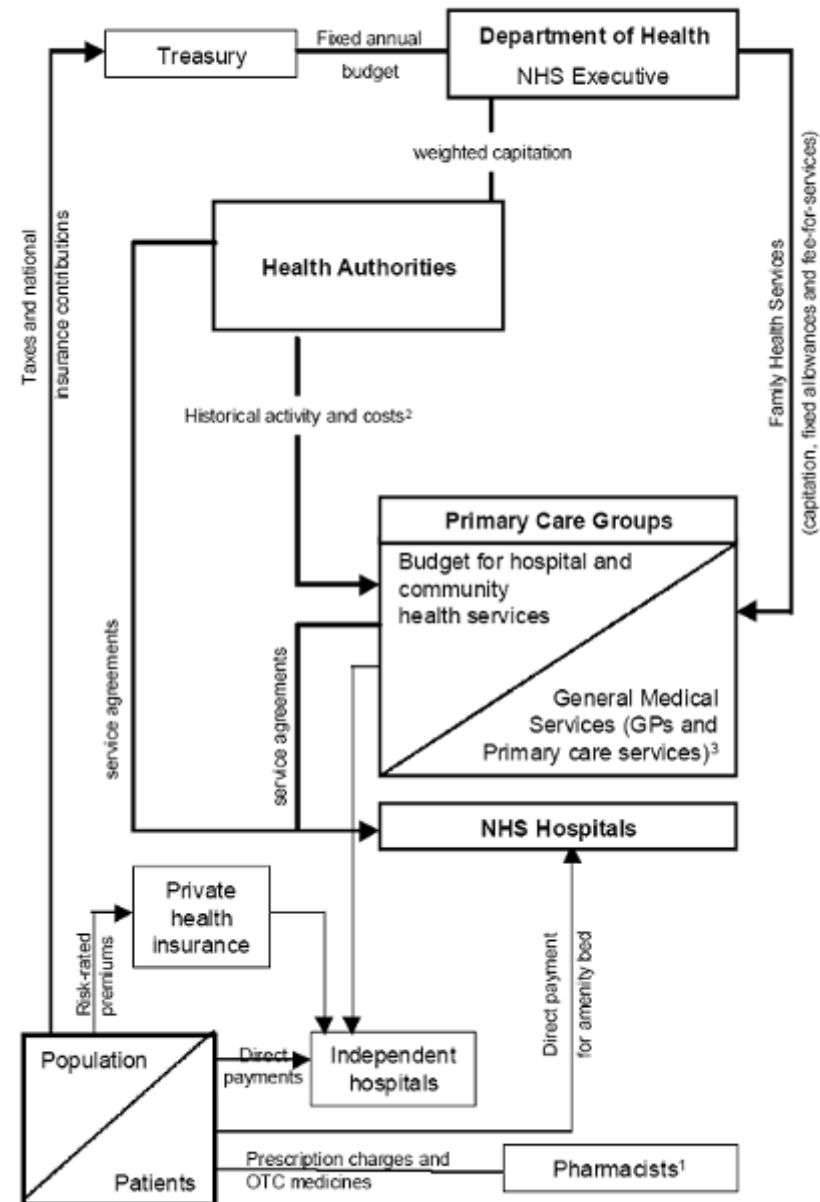 Treasury
Fixed annual
budget
Department of Health
NHS Executive
weighted capitation
Taxes and national
insurance contributions
Health Authorities
Family Health Services
(capitation, fixed allowances and fee-for-services)
Historical activity and costs²
Primary Care Groups
Budget for hospital and
community
health services
General Medical
Services (GPs and
Primary care services)³
service agreements
service agreements
NHS Hospitals
Private
health
insurance
Risk-rated
premiums
Direct payment
for amenity bed
Population
Patients
Direct
payments
Independent
hospitals
Prescription charges and
OTC medicines
Pharmacists¹